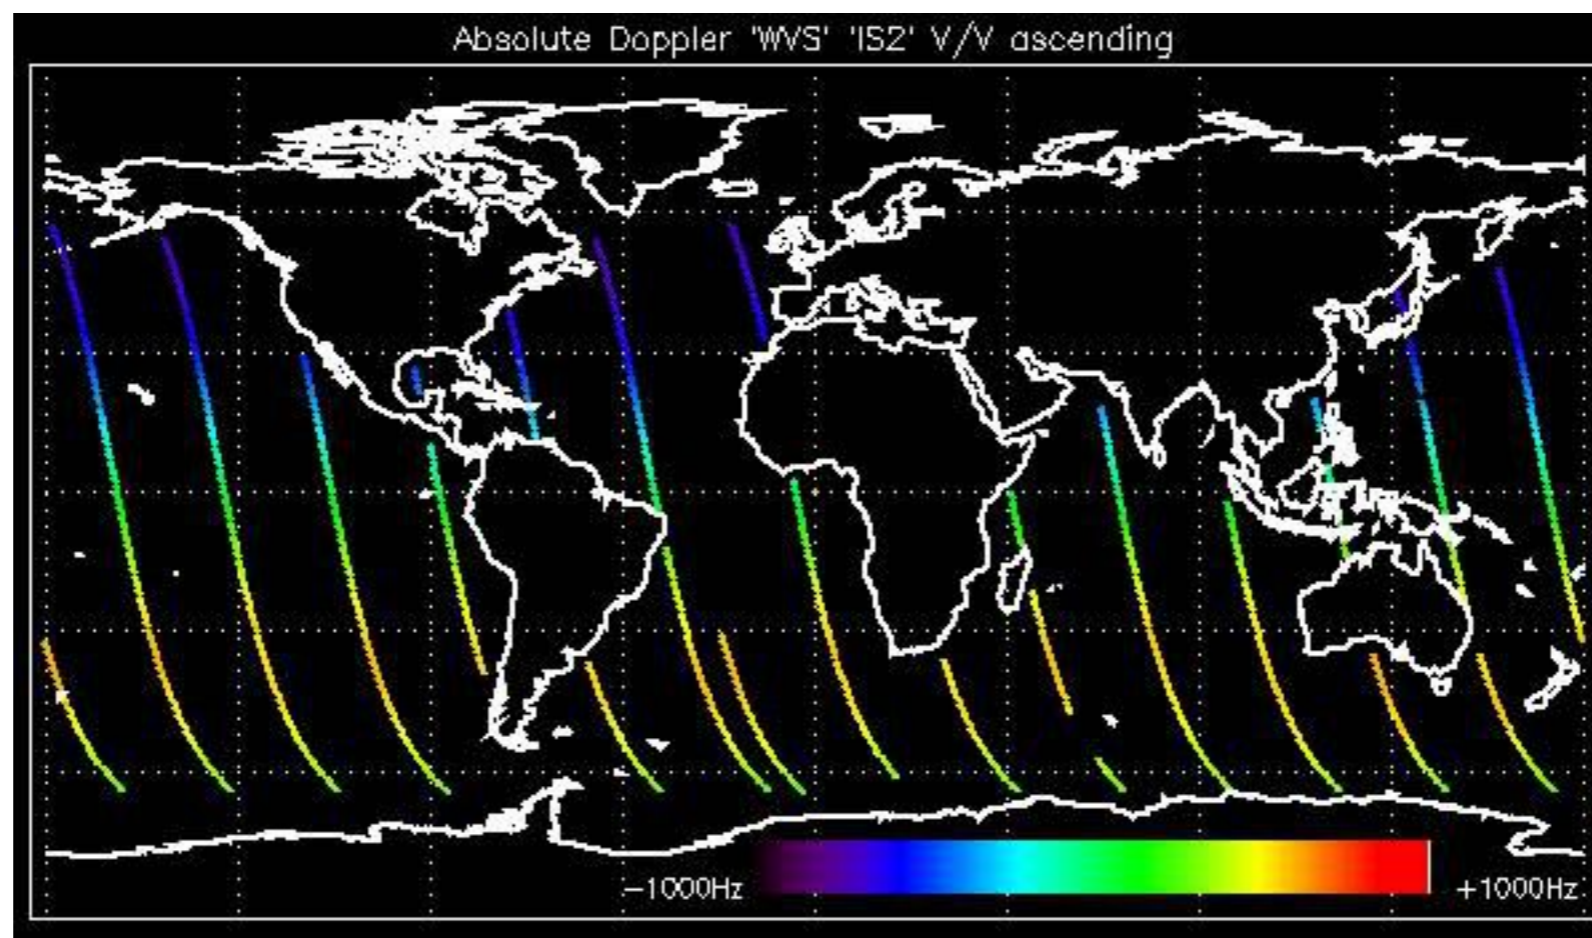 Absolute Doppler 'WVS' 'IS2' V/V ascending
−1000Hz +1000Hz